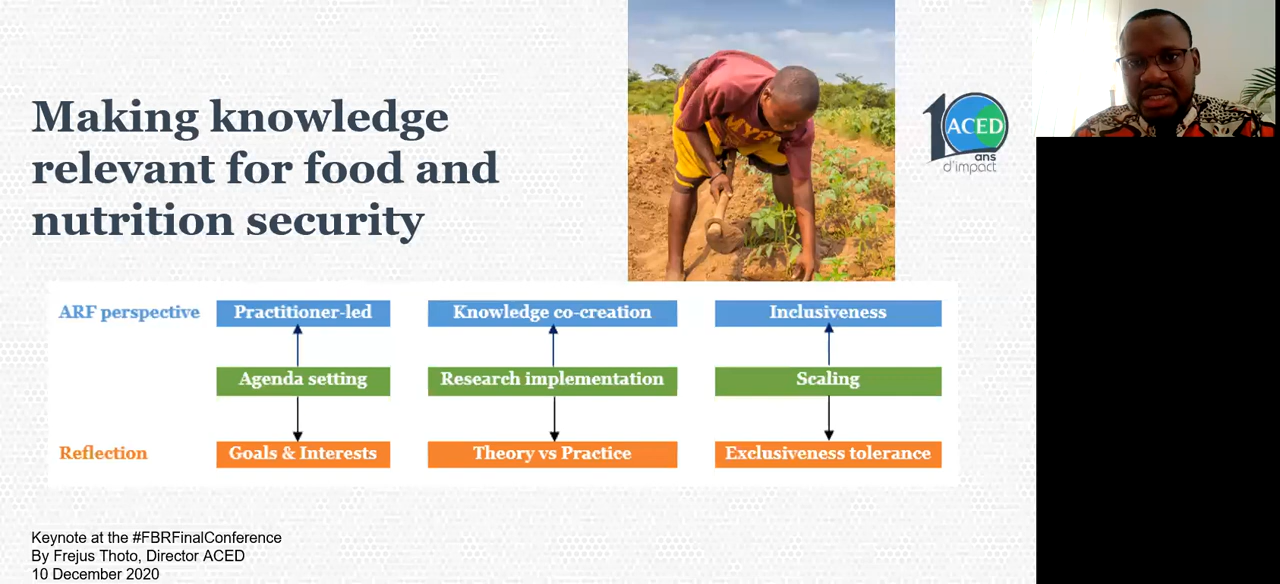 Making knowledge
relevant for food and
nutrition security
10
ACED
ans
d'impact
ARF perspective
Practitioner-led
Knowledge co-creation
Inclusiveness
Agenda setting
Research implementation
Scaling
Reflection
Goals & Interests
Theory vs Practice
Exclusiveness tolerance
Keynote at the #FBRFinalConference
By Frejus Thoto, Director ACED
10 December 2020